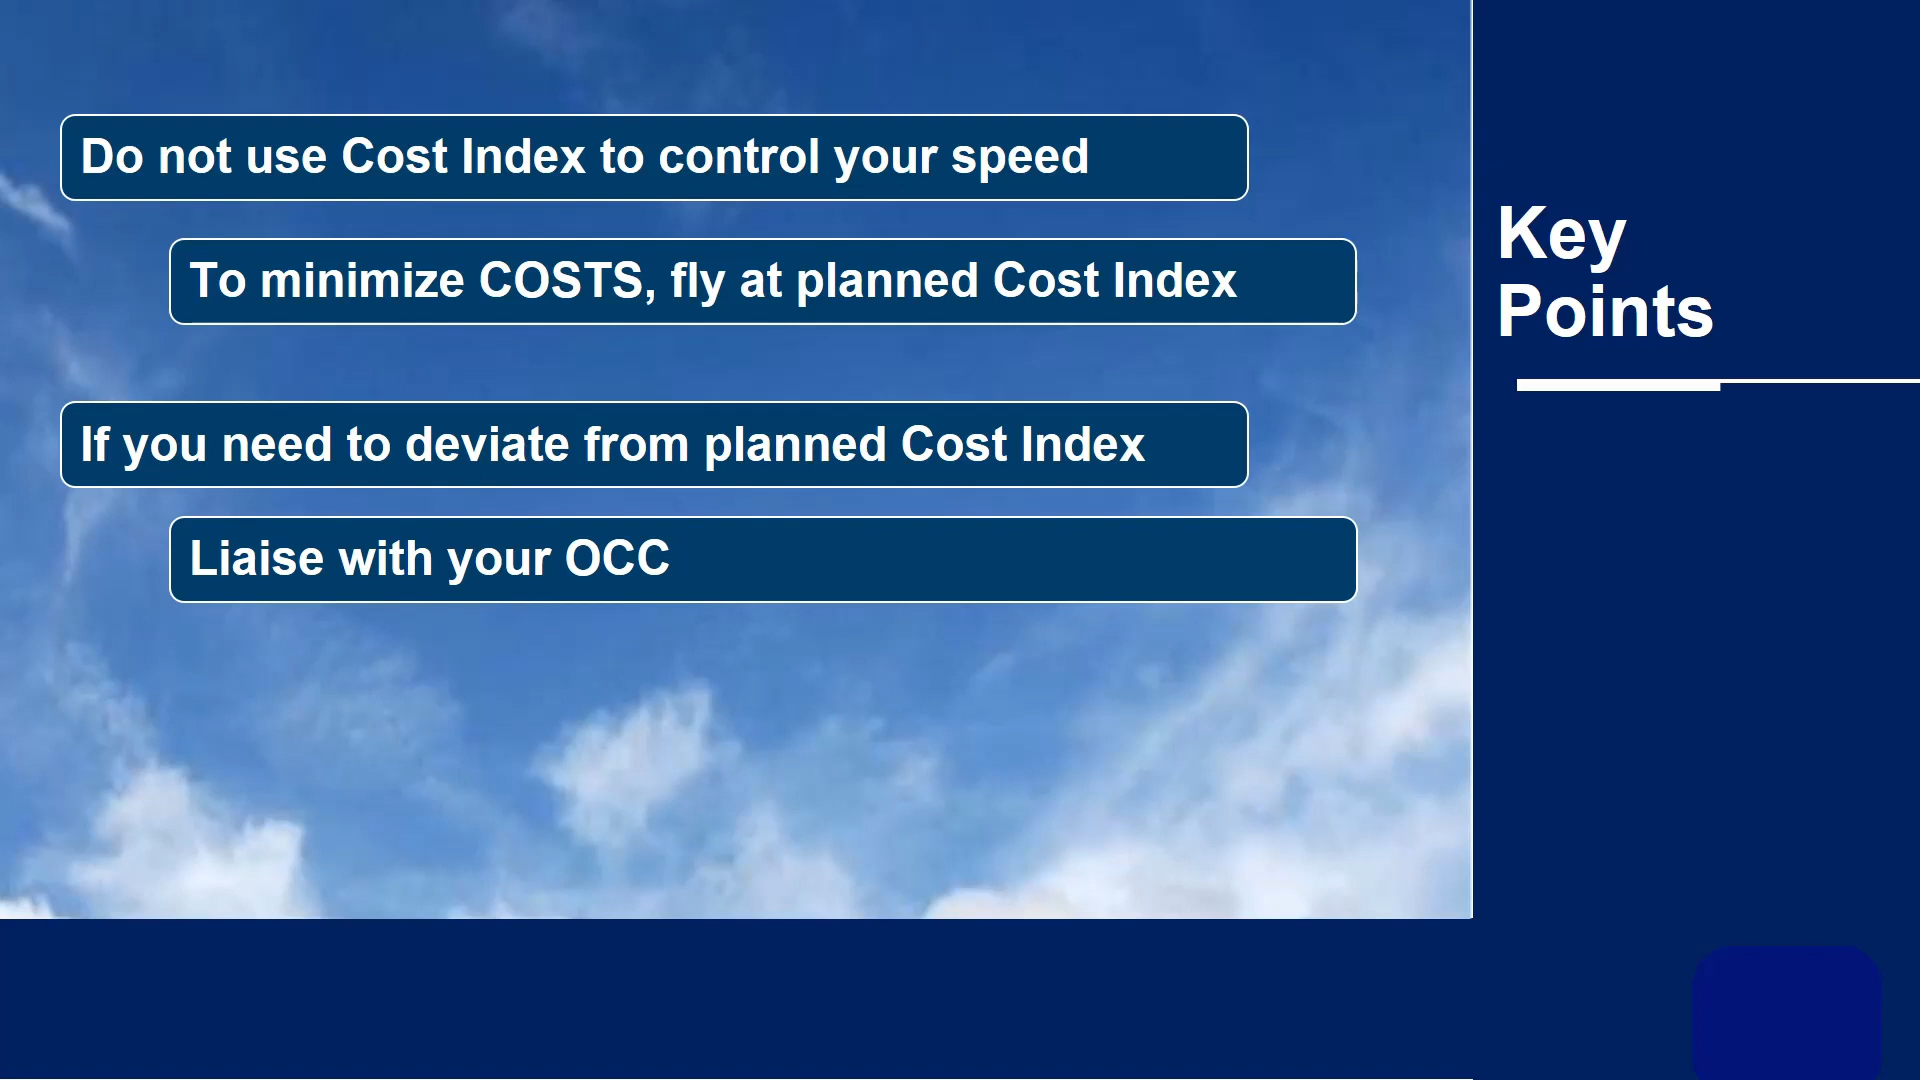 Do not use Cost Index to control your speed
To minimize COSTS, fly at planned Cost Index
If you need to deviate from planned Cost Index
Liaise with your OCC
Key
Points